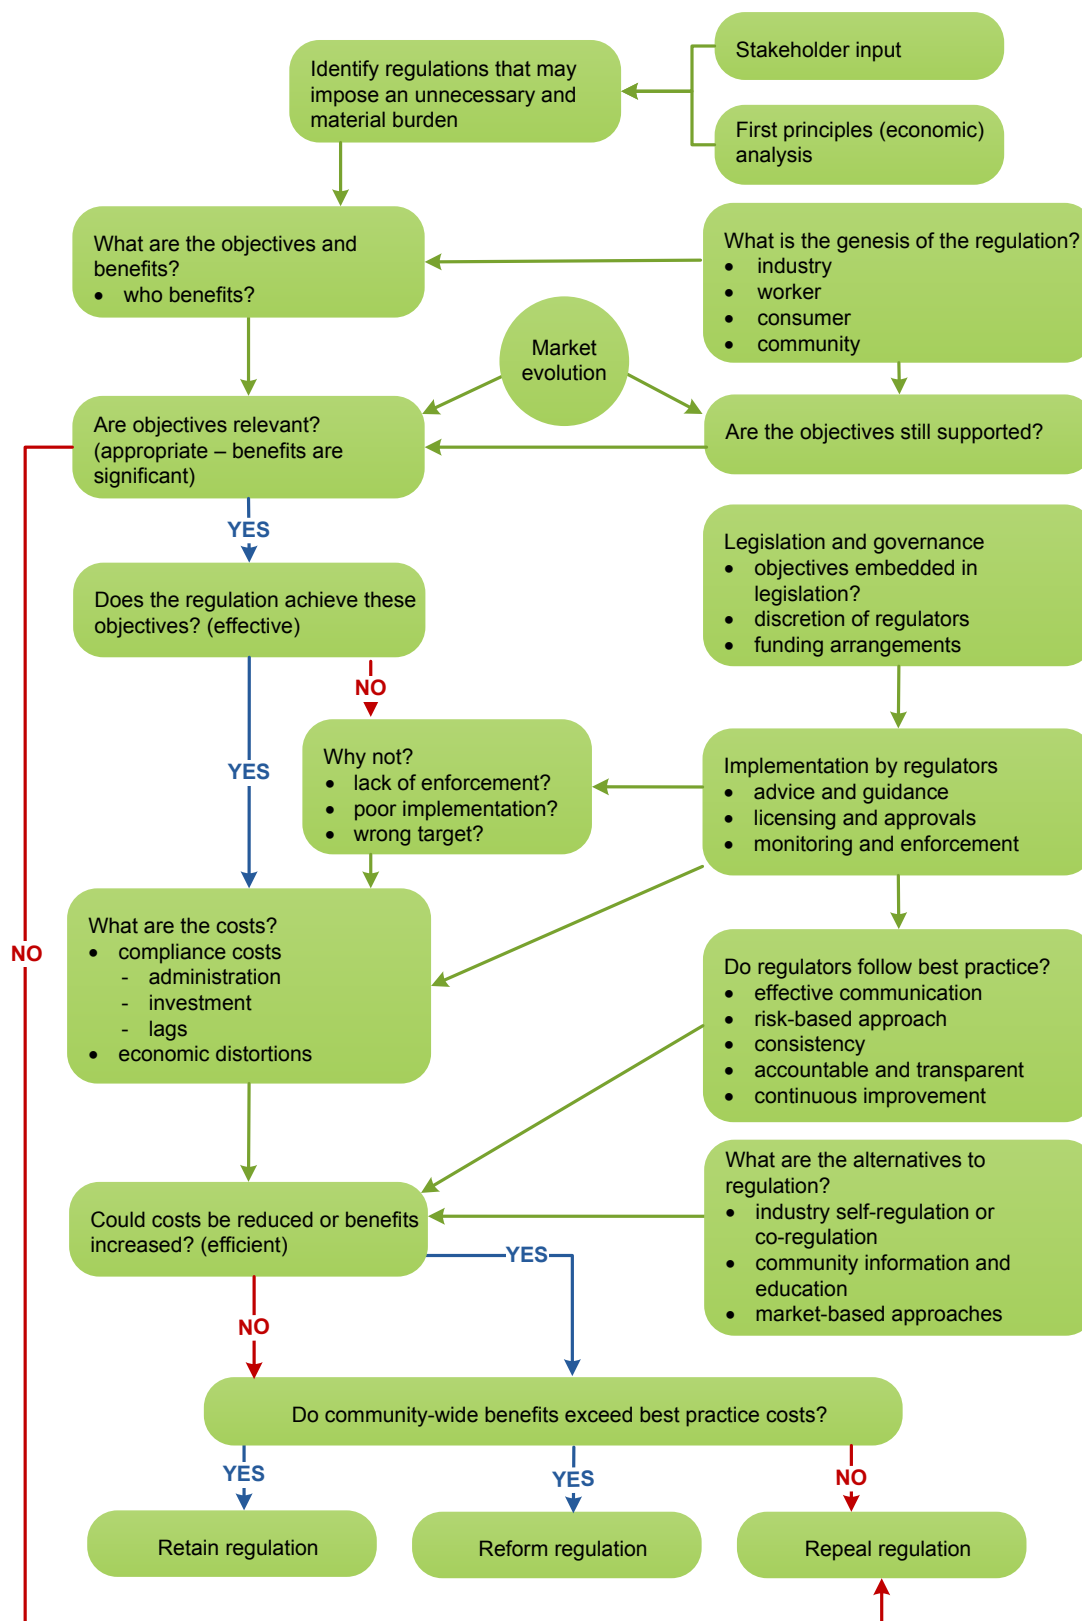 Stakeholder input
Identify regulations that may
impose an unnecessary and
material burden
First principles (economic)
analysis
What are the objectives and
benefits?
• who benefits?
What is the genesis of the regulation?
• industry
• worker
• consumer
• community
Market
evolution
Are objectives relevant?
(appropriate – benefits are
significant)
Are the objectives still supported?
YES
Legislation and governance
• objectives embedded in
legislation?
• discretion of regulators
• funding arrangements
Does the regulation achieve these
objectives? (effective)
NO
YES
Why not?
• lack of enforcement?
• poor implementation?
• wrong target?
Implementation by regulators
• advice and guidance
• licensing and approvals
• monitoring and enforcement
What are the costs?
• compliance costs
- administration
- investment
- lags
• economic distortions
NO
Do regulators follow best practice?
• effective communication
• risk-based approach
• consistency
• accountable and transparent
• continuous improvement
What are the alternatives to
regulation?
• industry self-regulation or
co-regulation
• community information and
education
• market-based approaches
Could costs be reduced or benefits
increased? (efficient)
YES
NO
Do community-wide benefits exceed best practice costs?
YES
YES
NO
Retain regulation
Reform regulation
Repeal regulation